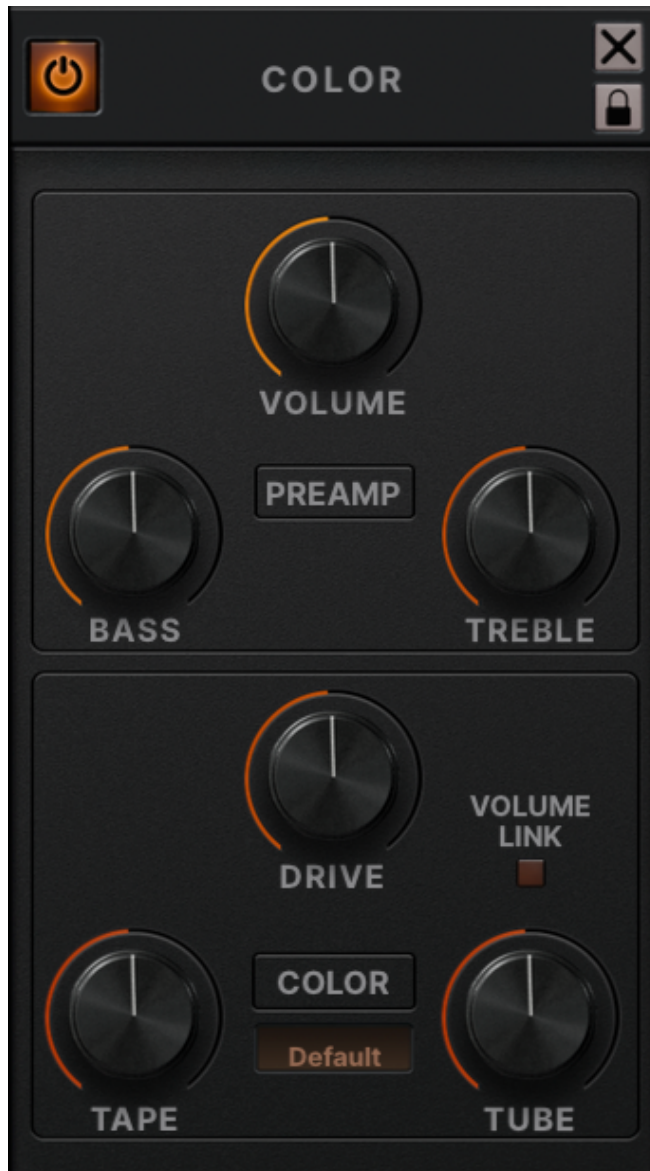 COLOR
VOLUME
PREAMP
BASS
TREBLE
DRIVE
VOLUME
LINK
COLOR
Default
TAPE
TUBE